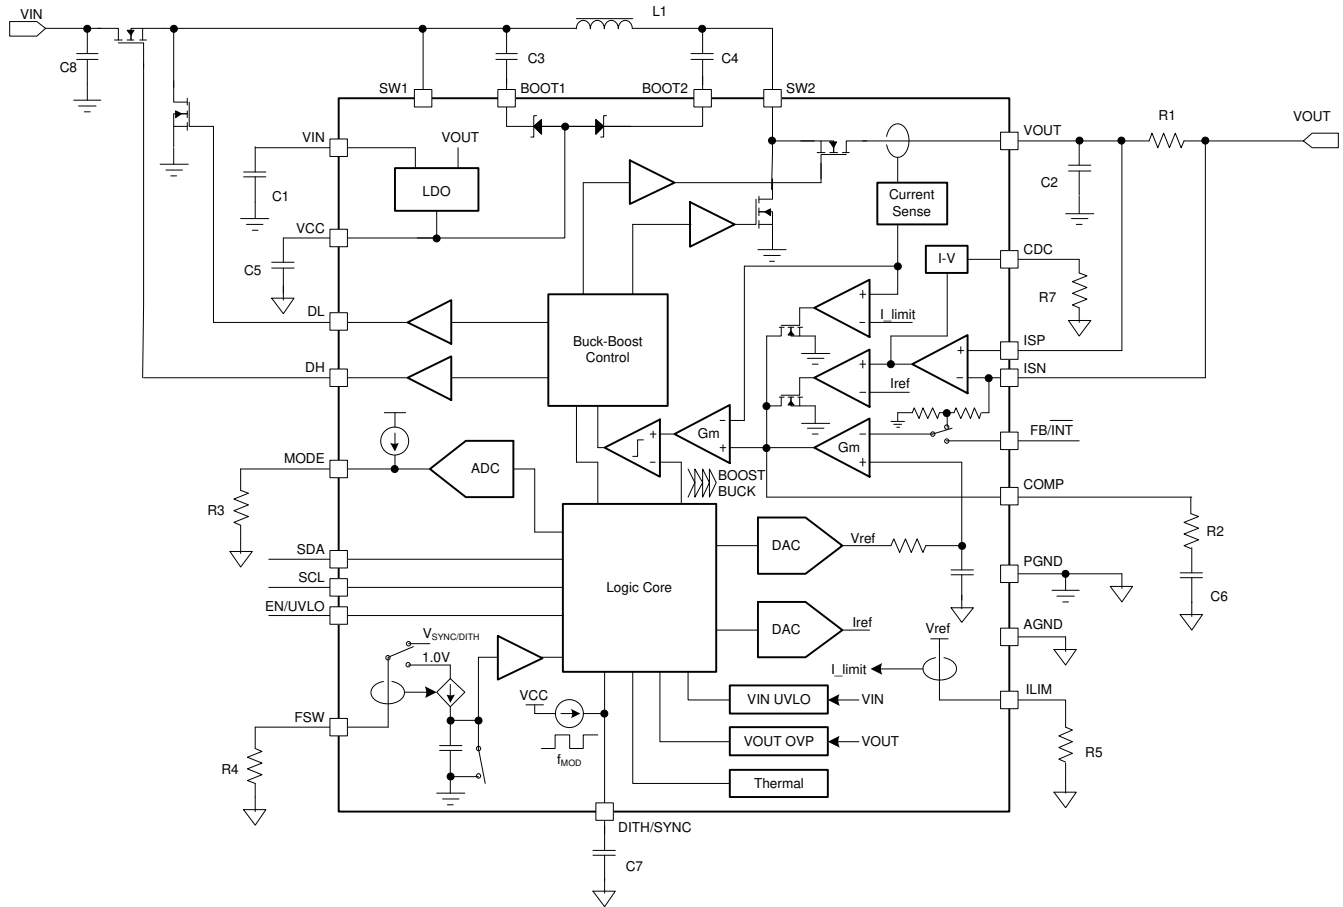 VIN
L1
C8
C3
C4
SW1
BOOT1
BOOT2
SW2
VIN
VOUT
R1
VOUT
VOUT
C1
LDO
Current
Sense
C2
VCC
C5
I-V
CDC
R7
DL
I_limit
Buck-Boost
Control
ISP
DH
Iref
ISN
Gm
Gm
FB/INT
MODE
ADC
BOOST
BUCK
COMP
R3
R2
SDA
DAC
Vref
PGND
SCL
Logic Core
C6
EN/UVLO
DAC
Iref
Vref
AGND
VSYNC/DITH
1.0V
I_limit
VCC
VIN UVLO
VIN
ILIM
FSW
fMOD
VOUT OVP
VOUT
R4
R5
Thermal
DITH/SYNC
C7